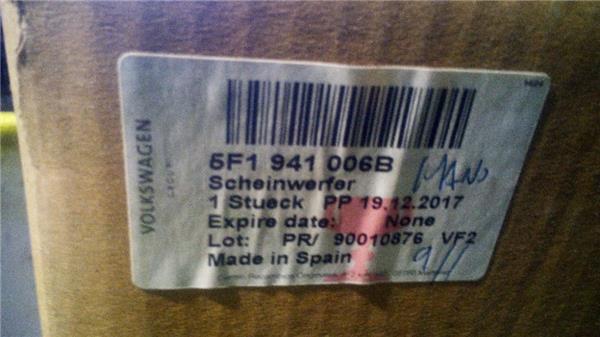 VOLKSWAGEN
GROUP
5F1 941 006B
Scheinwerfer
1 Stueck PP 19.12.2017
Expire date: None
Lot: PR/ 90010876 VF2
Made in Spain